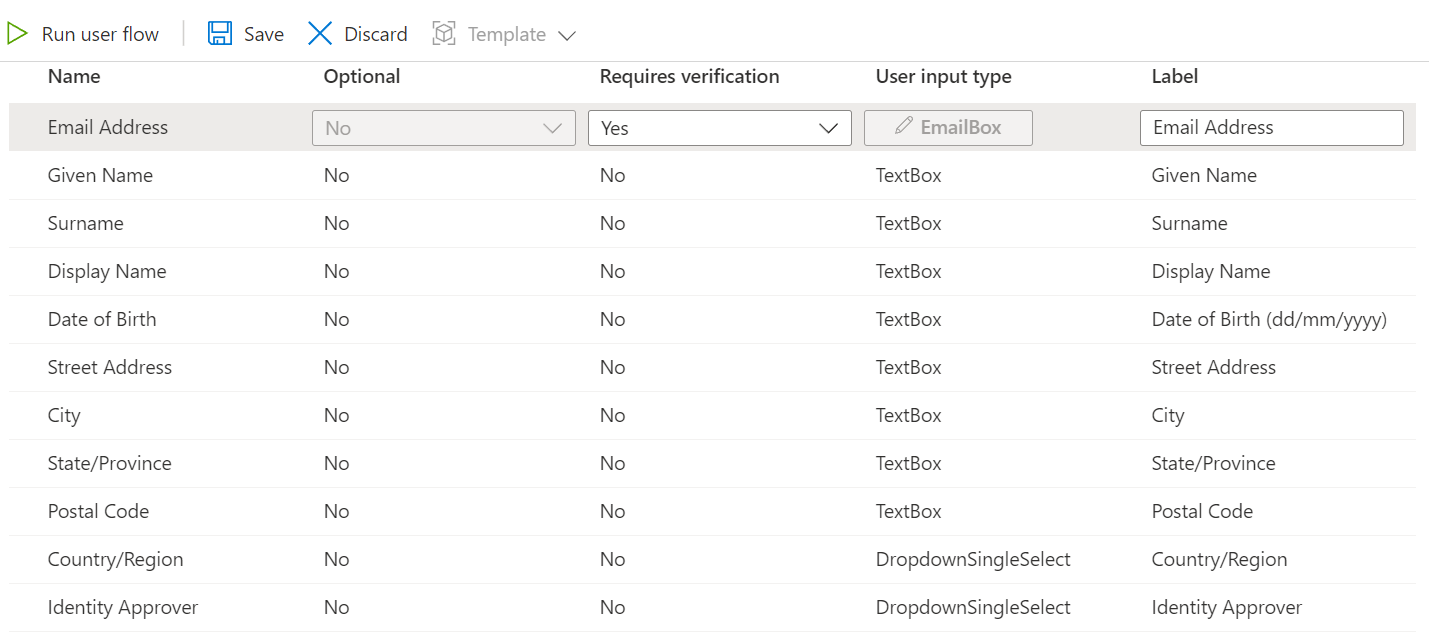 Run user flow Save Discard Template
Name Optional Requires verification User input type Label
Email Address No Yes EmailBox Email Address
Given Name No No TextBox Given Name
Surname No No TextBox Surname
Display Name No No TextBox Display Name
Date of Birth No No TextBox Date of Birth (dd/mm/yyyy)
Street Address No No TextBox Street Address
City No No TextBox City
State/Province No No TextBox State/Province
Postal Code No No TextBox Postal Code
Country/Region No No DropdownSingleSelect Country/Region
Identity Approver No No DropdownSingleSelect Identity Approver